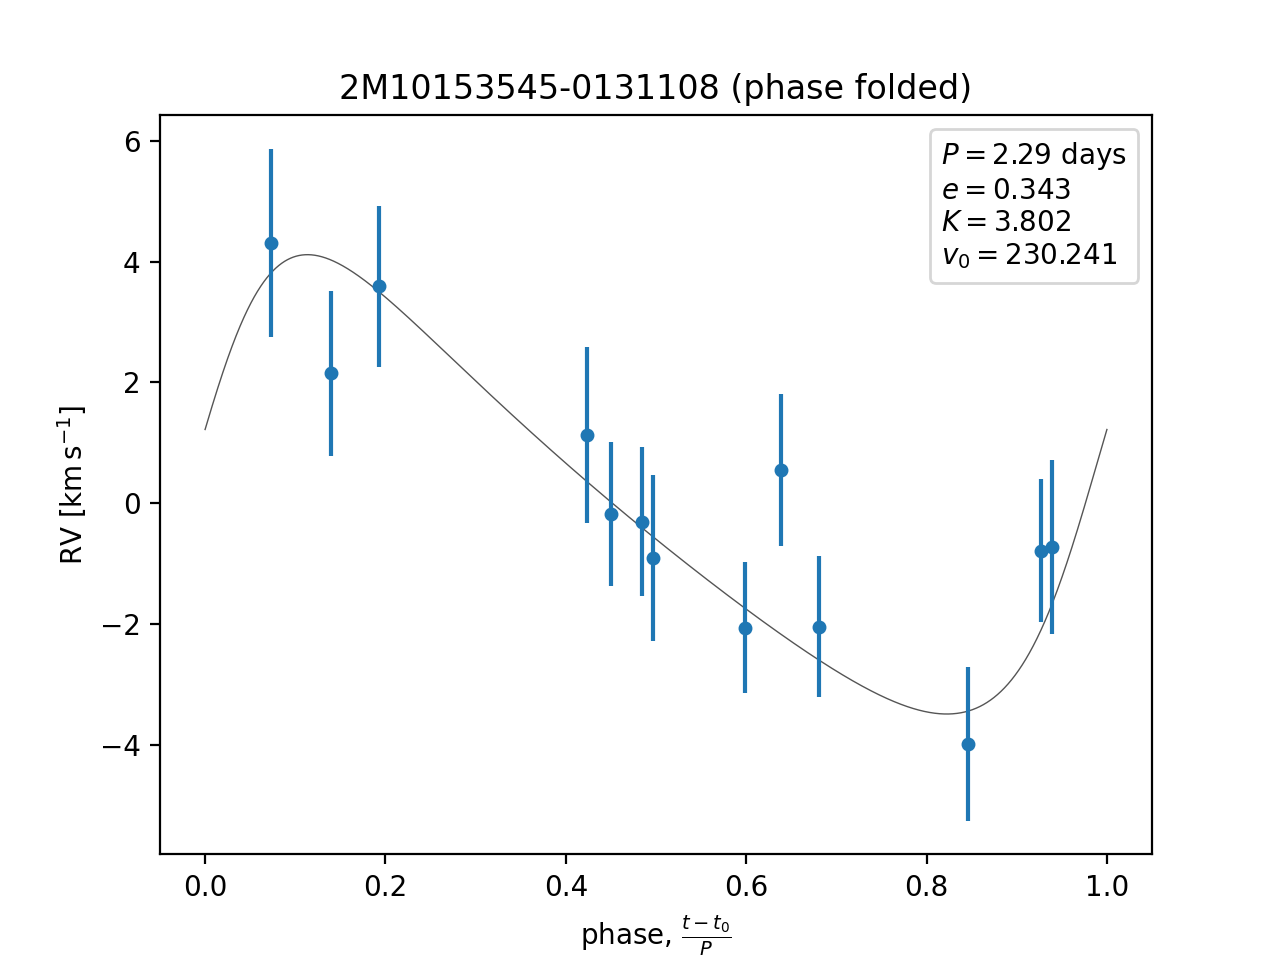 2M10153545-0131108 (phase folded)
P = 2.29 days
e = 0.343
K = 3.802
v₀ = 230.241
RV [km s⁻¹]
6
4
2
0
−2
−4
0.0 0.2 0.4 0.6 0.8 1.0
phase, (t − t₀)/P